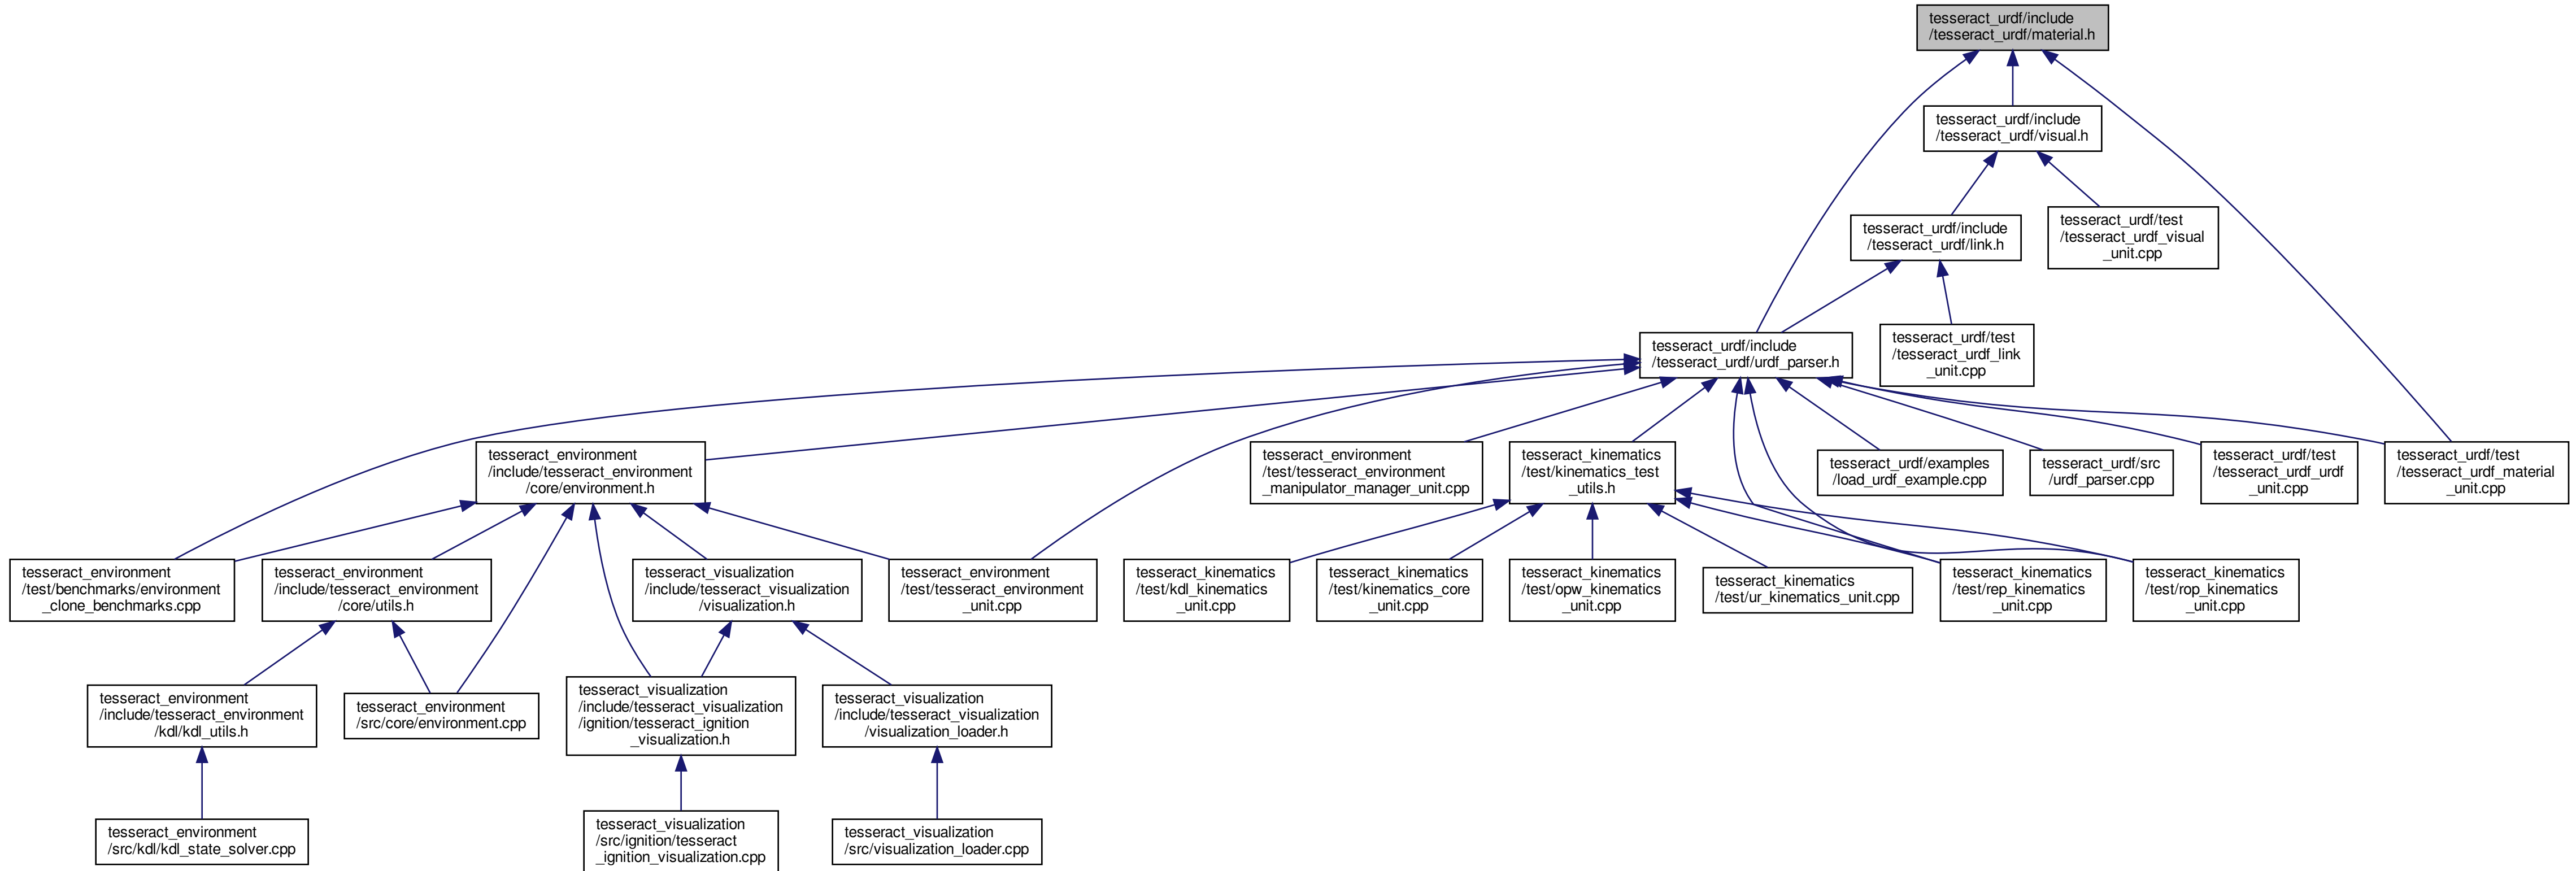 tesseract_urdf/include
/tesseract_urdf/material.h
tesseract_urdf/include
/tesseract_urdf/visual.h
tesseract_urdf/include
/tesseract_urdf/link.h
tesseract_urdf/test
/tesseract_urdf_visual
_unit.cpp
tesseract_urdf/include
/tesseract_urdf/urdf_parser.h
tesseract_urdf/test
/tesseract_urdf_link
_unit.cpp
tesseract_environment
/include/tesseract_environment
/core/environment.h
tesseract_environment
/test/tesseract_environment
_manipulator_manager_unit.cpp
tesseract_kinematics
/test/kinematics_test
_utils.h
tesseract_urdf/examples
/load_urdf_example.cpp
tesseract_urdf/src
/urdf_parser.cpp
tesseract_urdf/test
/tesseract_urdf_urdf
_unit.cpp
tesseract_urdf/test
/tesseract_urdf_material
_unit.cpp
tesseract_environment
/test/benchmarks/environment
_clone_benchmarks.cpp
tesseract_environment
/include/tesseract_environment
/core/utils.h
tesseract_visualization
/include/tesseract_visualization
/visualization.h
tesseract_environment
/test/tesseract_environment
_unit.cpp
tesseract_kinematics
/test/kdl_kinematics
_unit.cpp
tesseract_kinematics
/test/kinematics_core
_unit.cpp
tesseract_kinematics
/test/opw_kinematics
_unit.cpp
tesseract_kinematics
/test/ur_kinematics_unit.cpp
tesseract_kinematics
/test/rep_kinematics
_unit.cpp
tesseract_kinematics
/test/rop_kinematics
_unit.cpp
tesseract_environment
/include/tesseract_environment
/kdl/kdl_utils.h
tesseract_environment
/src/core/environment.cpp
tesseract_visualization
/include/tesseract_visualization
/ignition/tesseract_ignition
_visualization.h
tesseract_visualization
/include/tesseract_visualization
/visualization_loader.h
tesseract_environment
/src/kdl/kdl_state_solver.cpp
tesseract_visualization
/src/ignition/tesseract
_ignition_visualization.cpp
tesseract_visualization
/src/visualization_loader.cpp